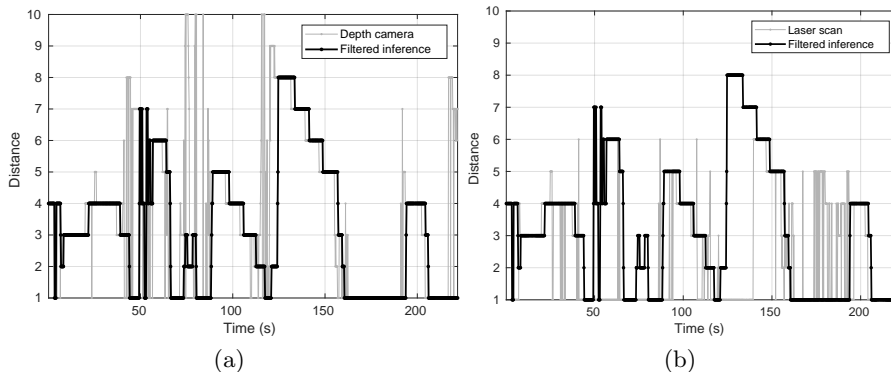 Depth camera
Filtered inference
Distance
10
9
8
7
6
5
4
3
2
1
50
100
150
200
Time (s)
(a)
Laser scan
Filtered inference
Distance
10
9
8
7
6
5
4
3
2
1
50
100
150
200
Time (s)
(b)